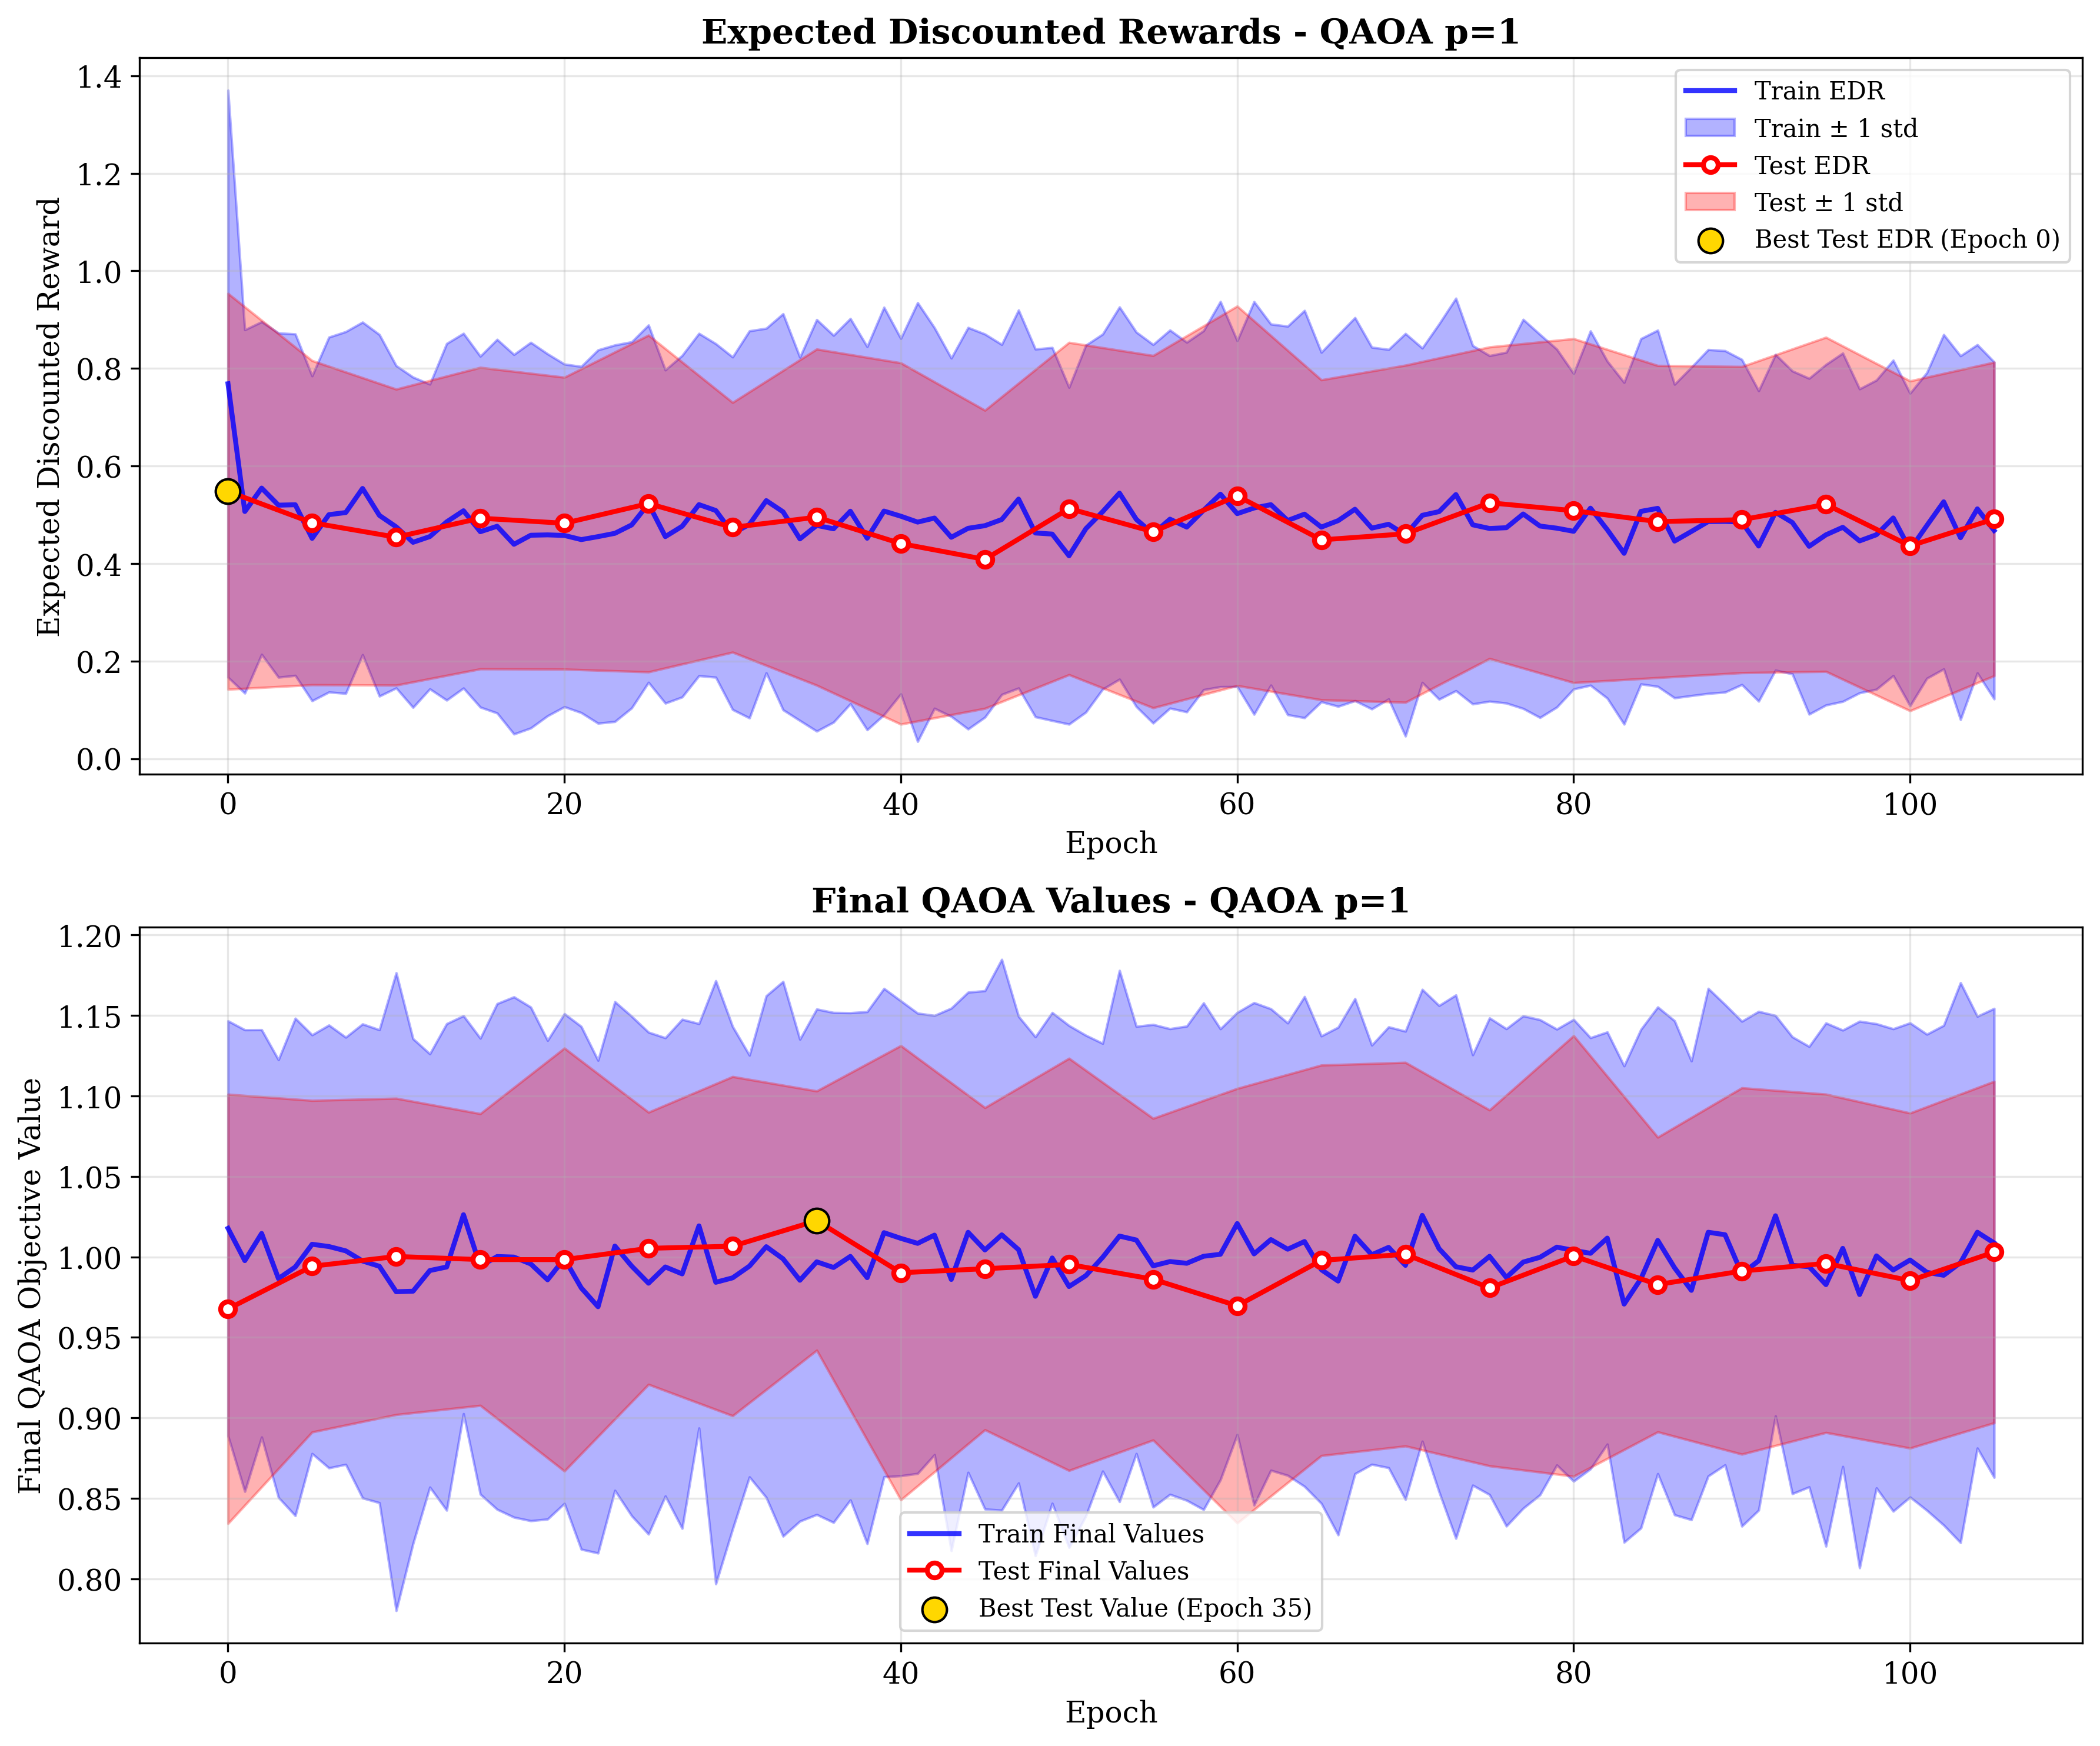 Expected Discounted Rewards - QAOA p=1
Expected Discounted Reward
1.4
1.2
1.0
0.8
0.6
0.4
0.2
0.0
Train EDR
Train ± 1 std
Test EDR
Test ± 1 std
Best Test EDR (Epoch 0)
0 20 40 60 80 100
Epoch
Final QAOA Values - QAOA p=1
Final QAOA Objective Value
1.20
1.15
1.10
1.05
1.00
0.95
0.90
0.85
0.80
Train Final Values
Test Final Values
Best Test Value (Epoch 35)
0 20 40 60 80 100
Epoch